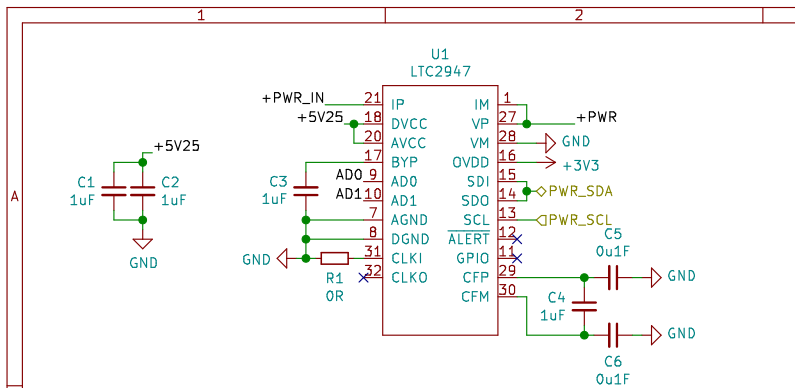 1 2
A
U1
LTC2947
+PWR_IN 21 IP IM 1
+5V25 18 DVCC VP 27 +PWR
20 AVCC VM 28 GND
17 BYP OVDD 16 +3V3
AD0 9 AD0 SDI 15
AD1 10 AD1 SDO 14 PWR_SDA
7 AGND SCL 13 PWR_SCL
8 DGND ALERT 12
GND 31 CLKI GPIO 11
32 CLKO CFP 29
CFM 30
+5V25
C1
1uF
C2
1uF
GND
C3
1uF
R1
0R
C5
0u1F
GND
C4
1uF
GND
C6
0u1F